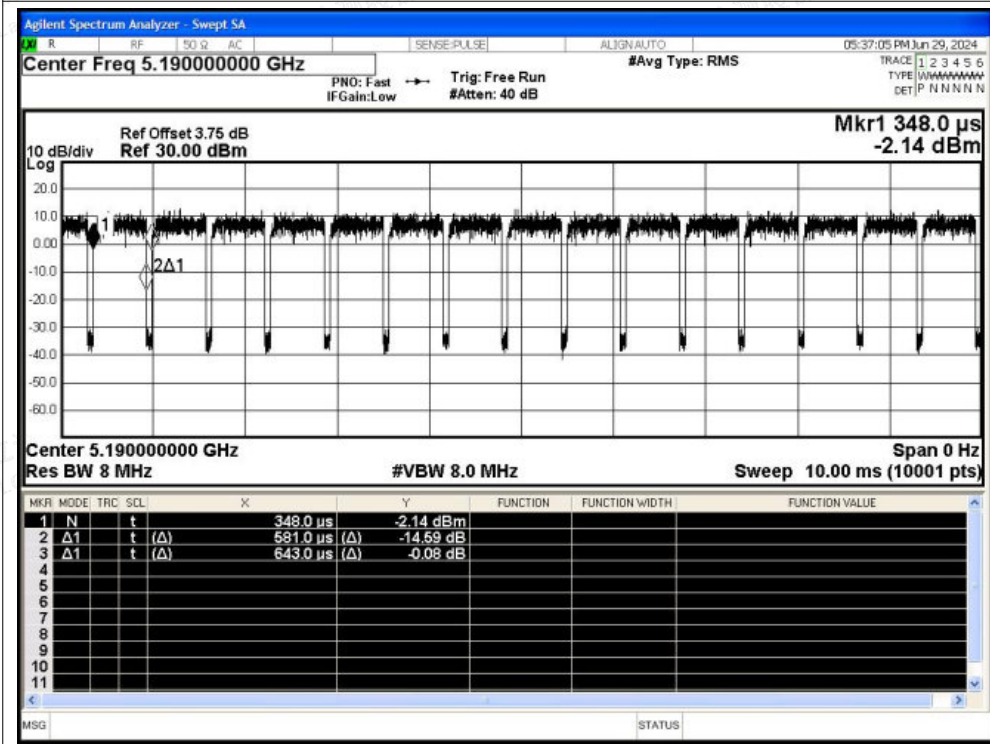 Agilent Spectrum Analyzer - Swept SA
LXI R RF 50 Ω AC SENSE:PULSE ALIGN AUTO 05:37:05 PM Jun 29, 2024
Center Freq 5.190000000 GHz #Avg Type: RMS TRACE 1 2 3 4 5 6
PNO: Fast Trig: Free Run TYPE WWWWWW
IFGain:Low #Atten: 40 dB DET P N N N N N
Mkr1 348.0 µs
Ref Offset 3.75 dB
10 dB/div Ref 30.00 dBm -2.14 dBm
Log
20.0
10.0
1
0.00
2Δ1
-10.0
-20.0
-30.0
-40.0
-50.0
-60.0
Center 5.190000000 GHz Span 0 Hz
Res BW 8 MHz #VBW 8.0 MHz Sweep 10.00 ms (10001 pts)
MKR MODE TRC SCL X Y FUNCTION FUNCTION WIDTH FUNCTION VALUE
1 N t 348.0 µs -2.14 dBm
2 Δ1 t (Δ) 581.0 µs (Δ) -14.59 dB
3 Δ1 t (Δ) 643.0 µs (Δ) -0.08 dB
4
5
6
7
8
9
10
11
MSG STATUS